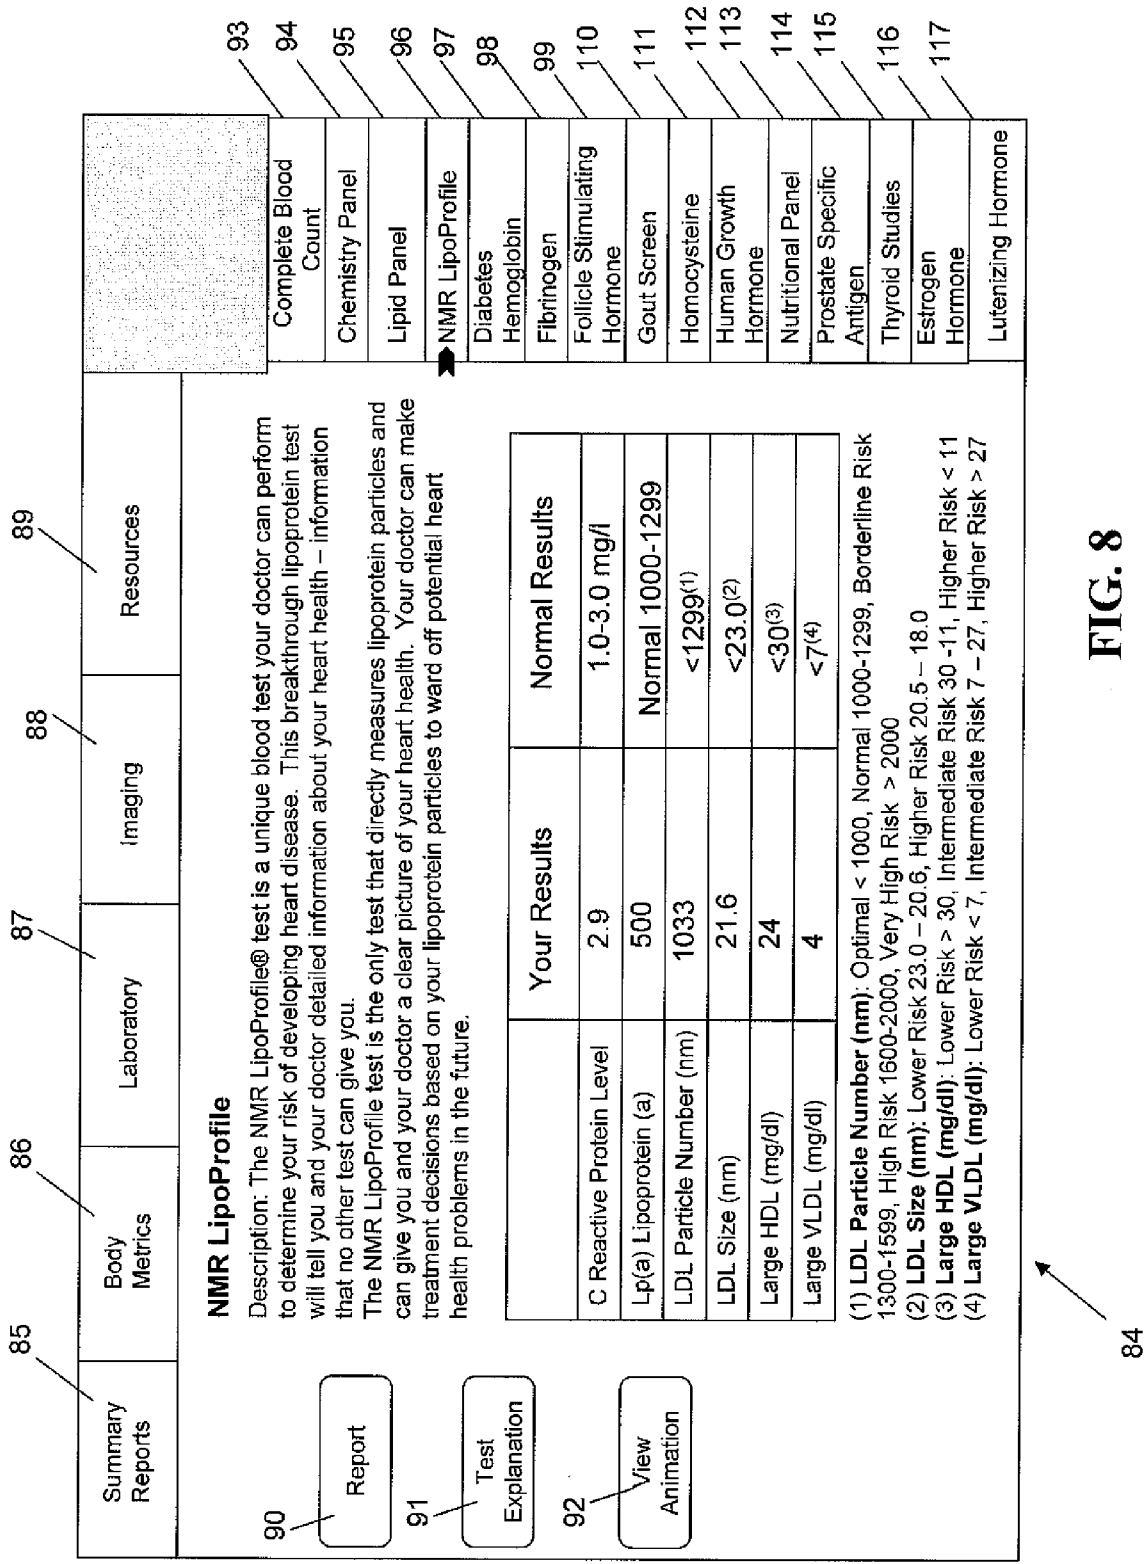 85
86
87
88
89
Summary
Reports
Body
Metrics
Laboratory
Imaging
Resources
90
Report
91
Test
Explanation
92
View
Animation
NMR LipoProfile
Description: The NMR LipoProfile® test is a unique blood test your doctor can perform
to determine your risk of developing heart disease. This breakthrough lipoprotein test
will tell you and your doctor detailed information about your heart health – information
that no other test can give you.
The NMR LipoProfile test is the only test that directly measures lipoprotein particles and
can give you and your doctor a clear picture of your heart health. Your doctor can make
treatment decisions based on your lipoprotein particles to ward off potential heart
health problems in the future.
Your Results Normal Results
C Reactive Protein Level 2.9 1.0-3.0 mg/l
Lp(a) Lipoprotein (a) 500 Normal 1000-1299
LDL Particle Number (nm) 1033 <1299(1)
LDL Size (nm) 21.6 <23.0(2)
Large HDL (mg/dl) 24 <30(3)
Large VLDL (mg/dl) 4 <7(4)
(1) LDL Particle Number (nm): Optimal < 1000, Normal 1000-1299, Borderline Risk
1300-1599, High Risk 1600-2000, Very High Risk > 2000
(2) LDL Size (nm): Lower Risk 23.0 – 20.6, Higher Risk 20.5 – 18.0
(3) Large HDL (mg/dl): Lower Risk > 30, Intermediate Risk 30 -11, Higher Risk < 11
(4) Large VLDL (mg/dl): Lower Risk < 7, Intermediate Risk 7 – 27, Higher Risk > 27
Complete Blood
Count
93
Chemistry Panel
94
Lipid Panel
95
NMR LipoProfile
96
Diabetes
Hemoglobin
97
Fibrinogen
98
Follicle Stimulating
Hormone
99
Gout Screen
110
Homocysteine
111
Human Growth
Hormone
112
Nutritional Panel
113
Prostate Specific
Antigen
114
Thyroid Studies
115
Estrogen
Hormone
116
Lutenizing Hormone
117
84
FIG. 8